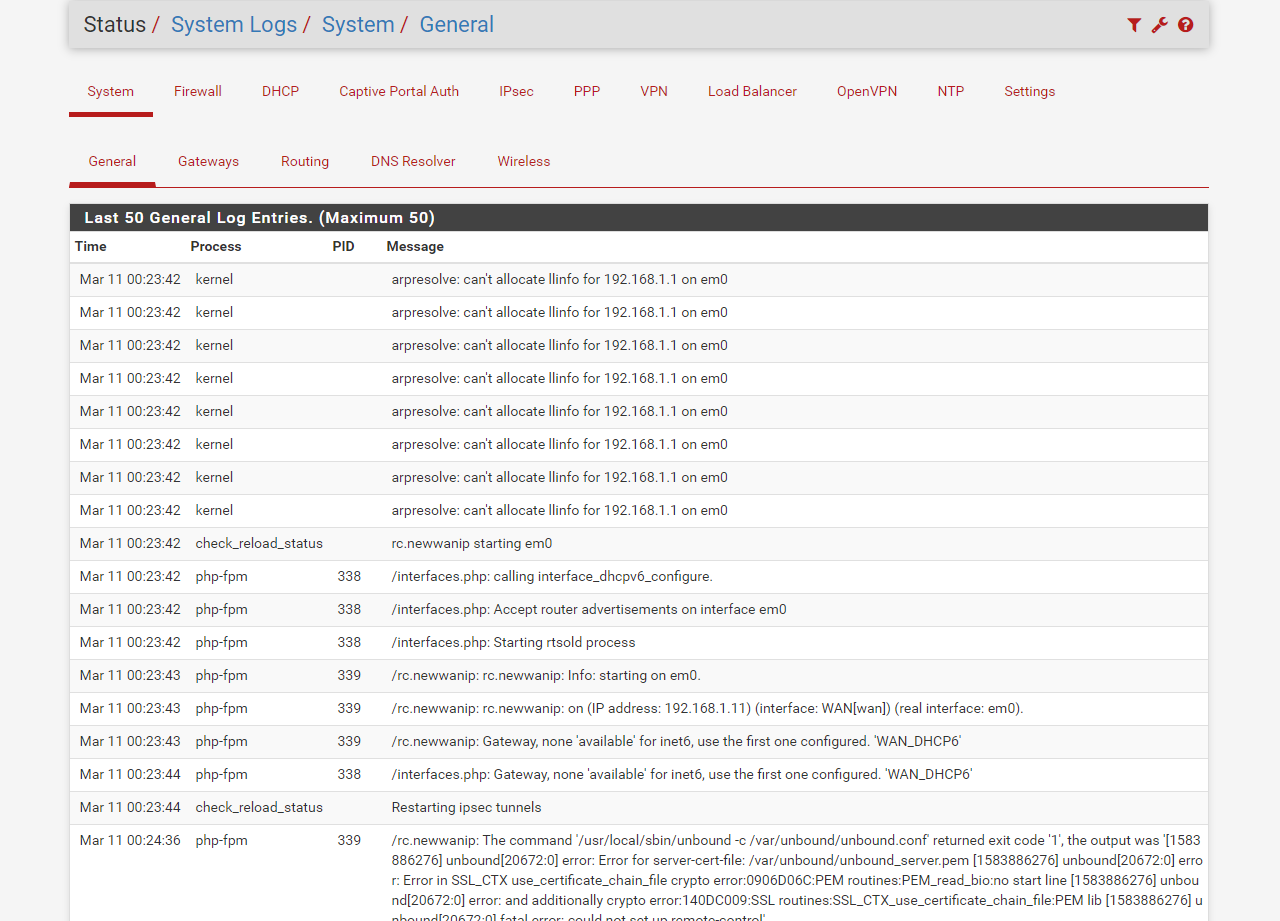 Status / System Logs / System / General
System Firewall DHCP Captive Portal Auth IPsec PPP VPN Load Balancer OpenVPN NTP Settings
General Gateways Routing DNS Resolver Wireless
Last 50 General Log Entries. (Maximum 50)
Time Process PID Message
Mar 11 00:23:42 kernel arpresolve: can't allocate llinfo for 192.168.1.1 on em0
Mar 11 00:23:42 kernel arpresolve: can't allocate llinfo for 192.168.1.1 on em0
Mar 11 00:23:42 kernel arpresolve: can't allocate llinfo for 192.168.1.1 on em0
Mar 11 00:23:42 kernel arpresolve: can't allocate llinfo for 192.168.1.1 on em0
Mar 11 00:23:42 kernel arpresolve: can't allocate llinfo for 192.168.1.1 on em0
Mar 11 00:23:42 kernel arpresolve: can't allocate llinfo for 192.168.1.1 on em0
Mar 11 00:23:42 kernel arpresolve: can't allocate llinfo for 192.168.1.1 on em0
Mar 11 00:23:42 kernel arpresolve: can't allocate llinfo for 192.168.1.1 on em0
Mar 11 00:23:42 check_reload_status rc.newwanip starting em0
Mar 11 00:23:42 php-fpm 338 /interfaces.php: calling interface_dhcpv6_configure.
Mar 11 00:23:42 php-fpm 338 /interfaces.php: Accept router advertisements on interface em0
Mar 11 00:23:42 php-fpm 338 /interfaces.php: Starting rtsold process
Mar 11 00:23:43 php-fpm 339 /rc.newwanip: rc.newwanip: Info: starting on em0.
Mar 11 00:23:43 php-fpm 339 /rc.newwanip: rc.newwanip: on (IP address: 192.168.1.11) (interface: WAN[wan]) (real interface: em0).
Mar 11 00:23:43 php-fpm 339 /rc.newwanip: Gateway, none 'available' for inet6, use the first one configured. 'WAN_DHCP6'
Mar 11 00:23:44 php-fpm 338 /interfaces.php: Gateway, none 'available' for inet6, use the first one configured. 'WAN_DHCP6'
Mar 11 00:23:44 check_reload_status Restarting ipsec tunnels
Mar 11 00:24:36 php-fpm 339 /rc.newwanip: The command '/usr/local/sbin/unbound -c /var/unbound/unbound.conf' returned exit code '1', the output was '[1583
886276] unbound[20672:0] error: Error for server-cert-file: /var/unbound/unbound_server.pem [1583886276] unbound[20672:0] erro
r: Error in SSL_CTX use_certificate_chain_file crypto error:0906D06C:PEM routines:PEM_read_bio:no start line [1583886276] unbou
nd[20672:0] error: and additionally crypto error:140DC009:SSL routines:SSL_CTX_use_certificate_chain_file:PEM lib [1583886276] u
nbound[20672:0] fatal error: could not set up remote-control'